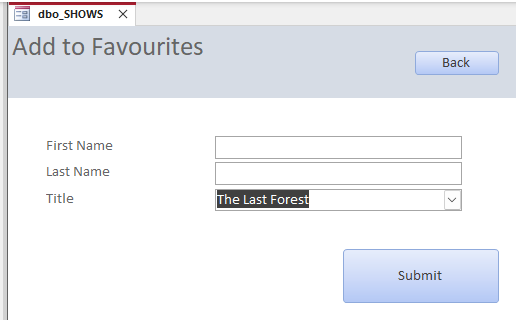 dbo_SHOWS
Add to Favourites
Back
First Name
Last Name
Title
The Last Forest
Submit